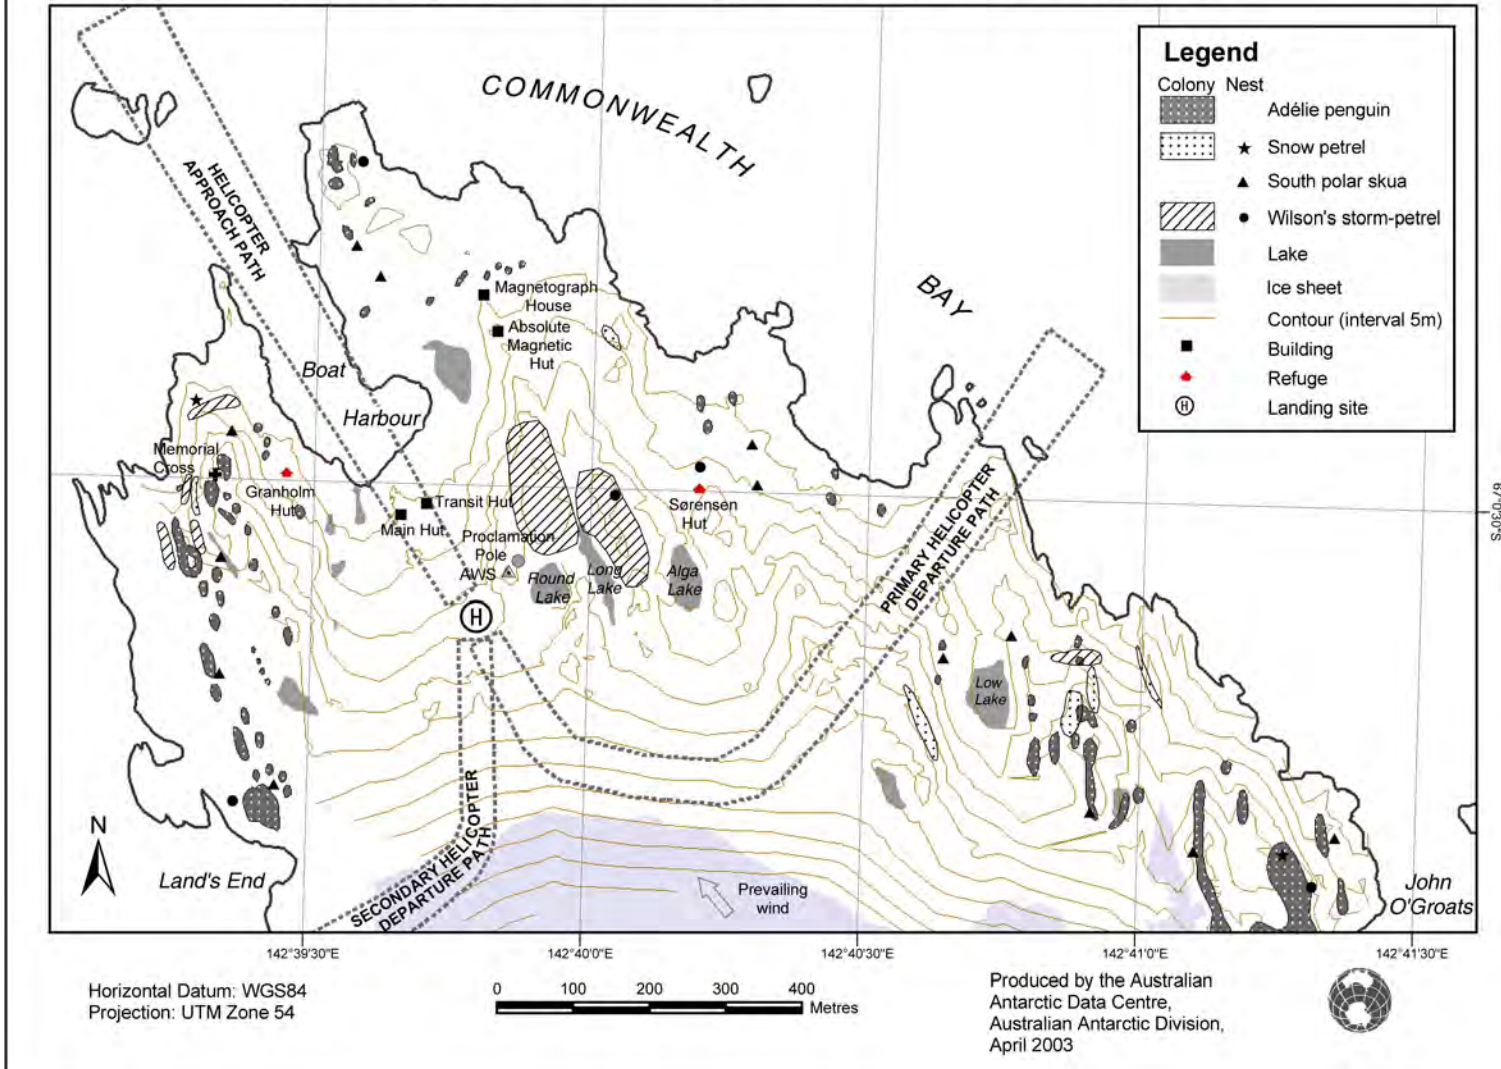 COMMONWEALTH
BAY
Legend
Colony Nest
Adélie penguin
Snow petrel
South polar skua
Wilson's storm-petrel
Lake
Ice sheet
Contour (interval 5m)
Building
Refuge
H Landing site
HELICOPTER
APPROACH PATH
Magnetograph
House
Absolute
Magnetic
Hut
Boat
Harbour
Memorial
Cross
Granholm
Hut
Transit Hut
Main Hut
Proclamation
Pole
AWS
Round
Lake
Long
Lake
Alga
Lake
Sørensen
Hut
PRIMARY HELICOPTER
DEPARTURE PATH
67°0'30"S
H
Low
Lake
SECONDARY HELICOPTER
DEPARTURE PATH
N
Land's End
Prevailing
wind
John
O'Groats
142°39'30"E
142°40'0"E
142°40'30"E
142°41'0"E
142°41'30"E
Horizontal Datum: WGS84
Projection: UTM Zone 54
0 100 200 300 400
Metres
Produced by the Australian
Antarctic Data Centre,
Australian Antarctic Division,
April 2003